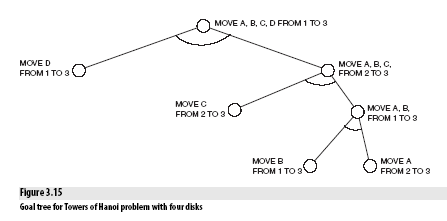 MOVE A, B, C, D FROM 1 TO 3
MOVE D
FROM 1 TO 3
MOVE A, B, C,
FROM 2 TO 3
MOVE C
FROM 2 TO 3
MOVE A, B,
FROM 1 TO 3
MOVE B
FROM 1 TO 3
MOVE A
FROM 2 TO 3
Figure 3.15
Goal tree for Towers of Hanoi problem with four disks